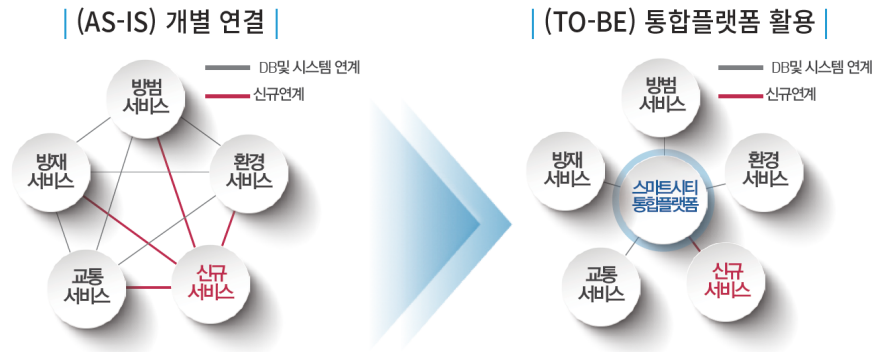 (AS-IS) 개별 연결
DB및 시스템 연계
신규연계
방범
서비스
방재
서비스
환경
서비스
교통
서비스
신규
서비스
(TO-BE) 통합플랫폼 활용
DB및 시스템 연계
신규연계
방범
서비스
방재
서비스
환경
서비스
스마트시티
통합플랫폼
교통
서비스
신규
서비스